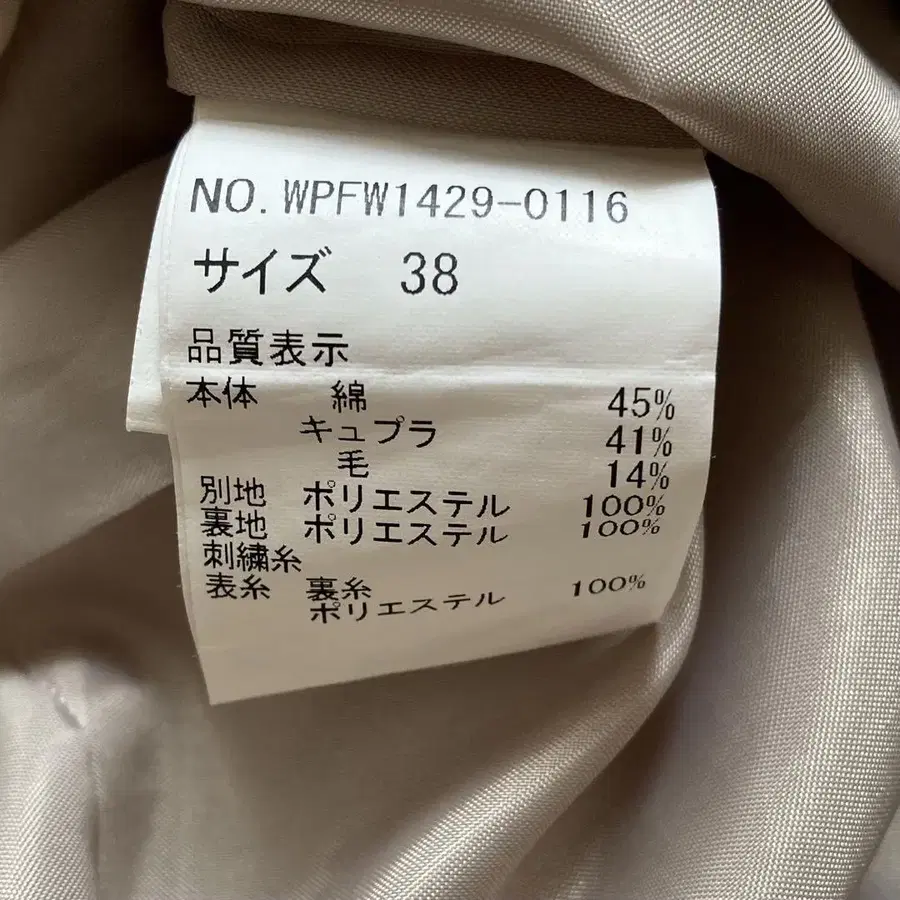 NO. WPFW1429-0116
サイズ 38
品質表示
本体 綿 45%
キュプラ 41%
毛 14%
別地 ポリエステル 100%
裏地 ポリエステル 100%
刺繍糸
表糸 裏糸
ポリエステル 100%